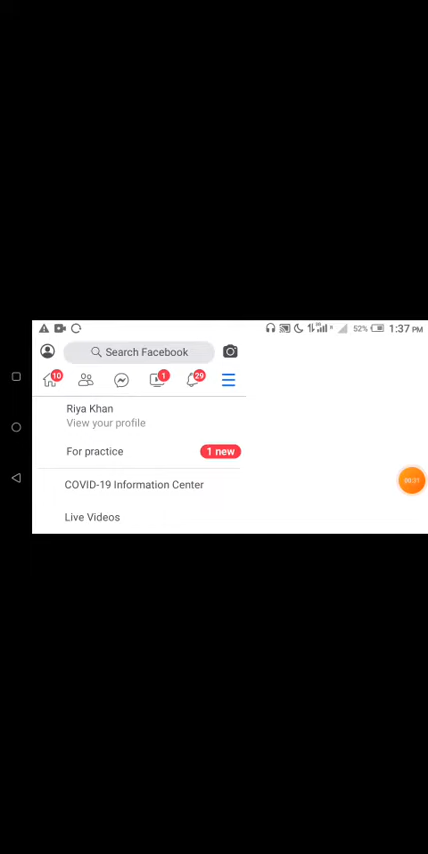 52% 1:37 PM
Search Facebook
10 1 29
Riya Khan
View your profile
For practice 1 new
COVID-19 Information Center
Live Videos